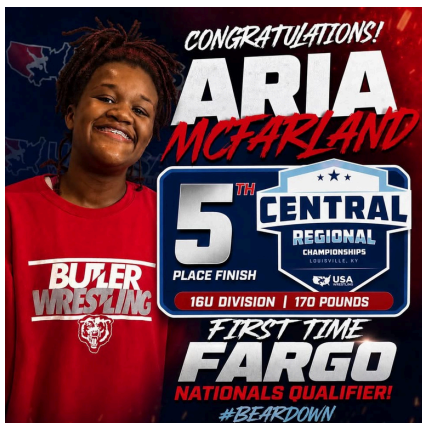 CONGRATULATIONS!
ARIA
MCFARLAND
5TH
PLACE FINISH
CENTRAL
REGIONAL
CHAMPIONSHIPS
LOUISVILLE, KY
USA
WRESTLING
16U DIVISION | 170 POUNDS
BUTLER
WRESTLING
FIRST TIME
FARGO
NATIONALS QUALIFIER!
#BEARDOWN